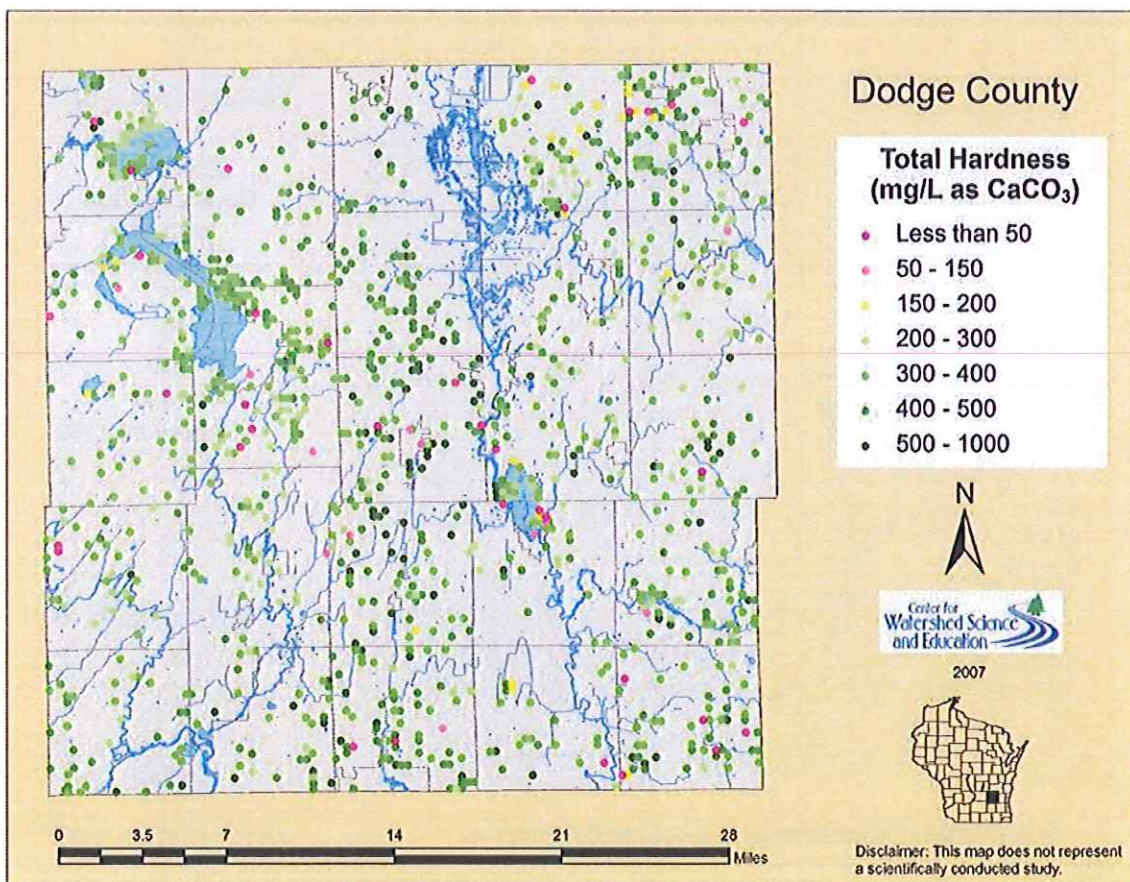 Dodge County
Total Hardness
(mg/L as CaCO₃)
Less than 50
50 - 150
150 - 200
200 - 300
300 - 400
400 - 500
500 - 1000
N
Center for
Watershed Science
and Education
2007
0 3.5 7 14 21 28
Miles
Disclaimer: This map does not represent
a scientifically conducted study.